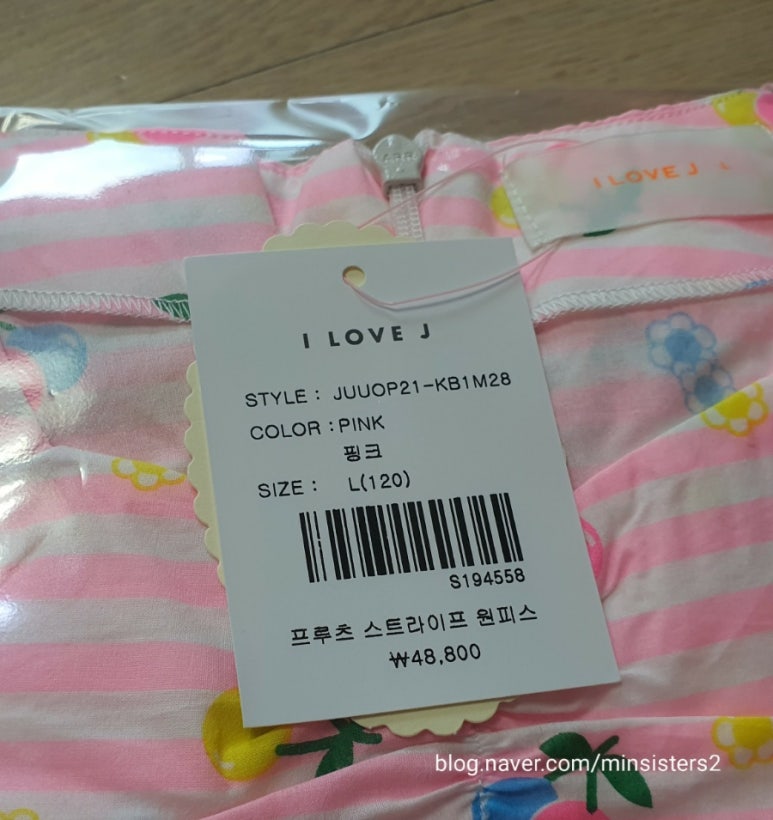 I LOVE J L
I LOVE J
STYLE : JUUOP21-KB1M28
COLOR : PINK
핑크
SIZE : L(120)
S194558
프루츠 스트라이프 원피스
₩48,800
blog.naver.com/minsisters2